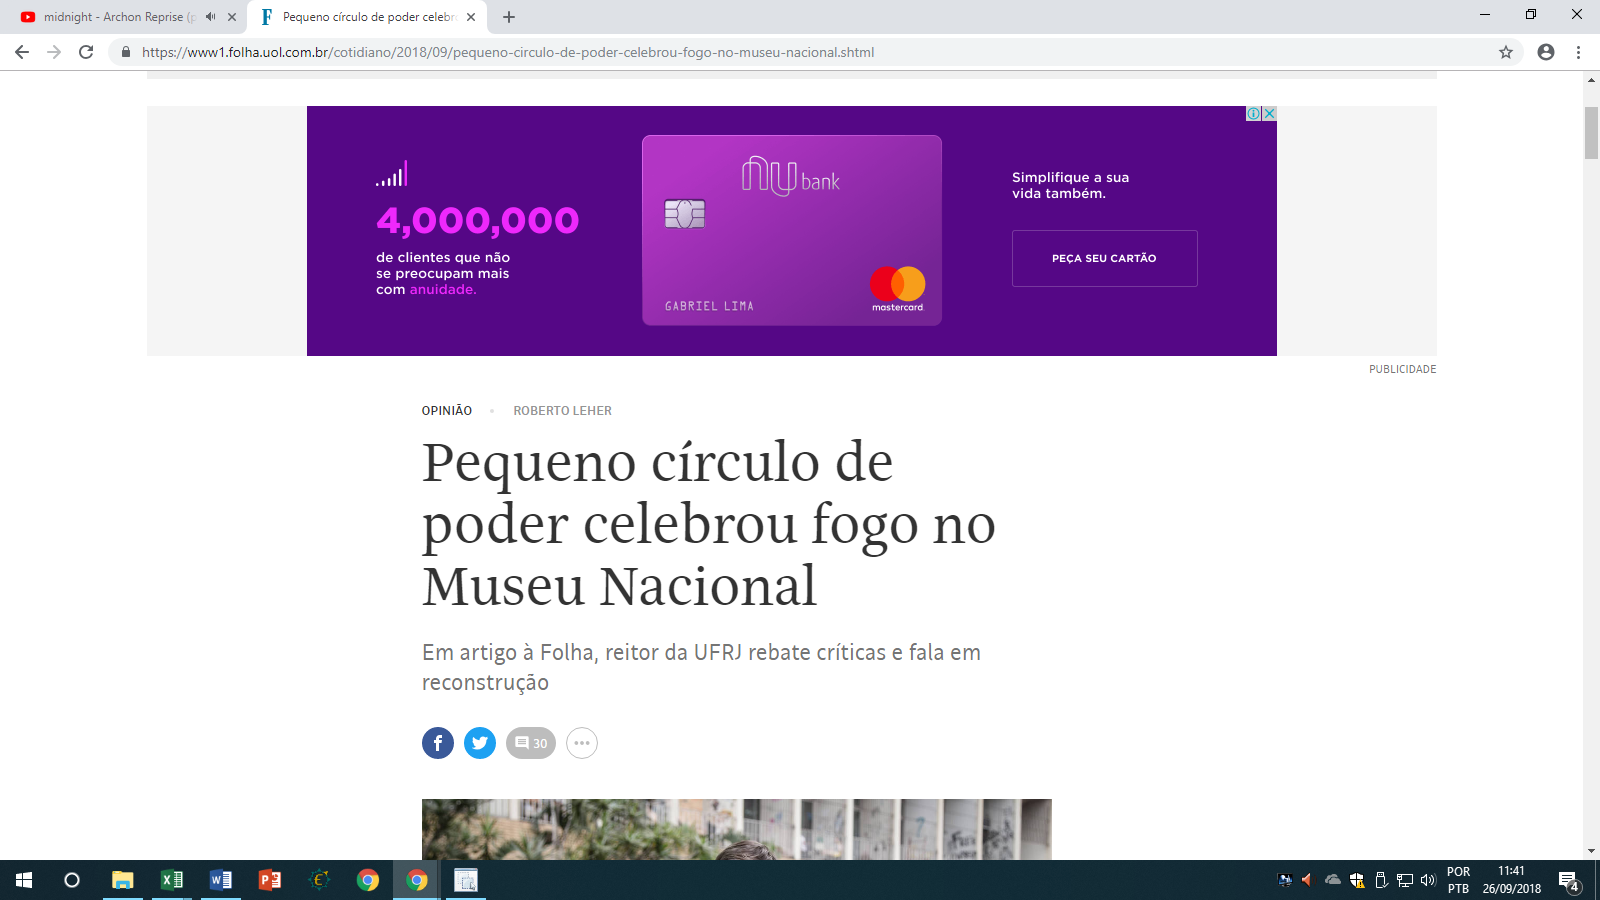 midnight - Archon Reprise (p
Pequeno círculo de poder celebro
https://www1.folha.uol.com.br/cotidiano/2018/09/pequeno-circulo-de-poder-celebrou-fogo-no-museu-nacional.shtml
4,000,000
de clientes que não
se preocupam mais
com anuidade.
nu bank
GABRIEL LIMA
mastercard
Simplifique a sua
vida também.
PEÇA SEU CARTÃO
PUBLICIDADE
OPINIÃO • ROBERTO LEHER
Pequeno círculo de
poder celebrou fogo no
Museu Nacional
Em artigo à Folha, reitor da UFRJ rebate críticas e fala em
reconstrução
30
POR
PTB
11:41
26/09/2018
4